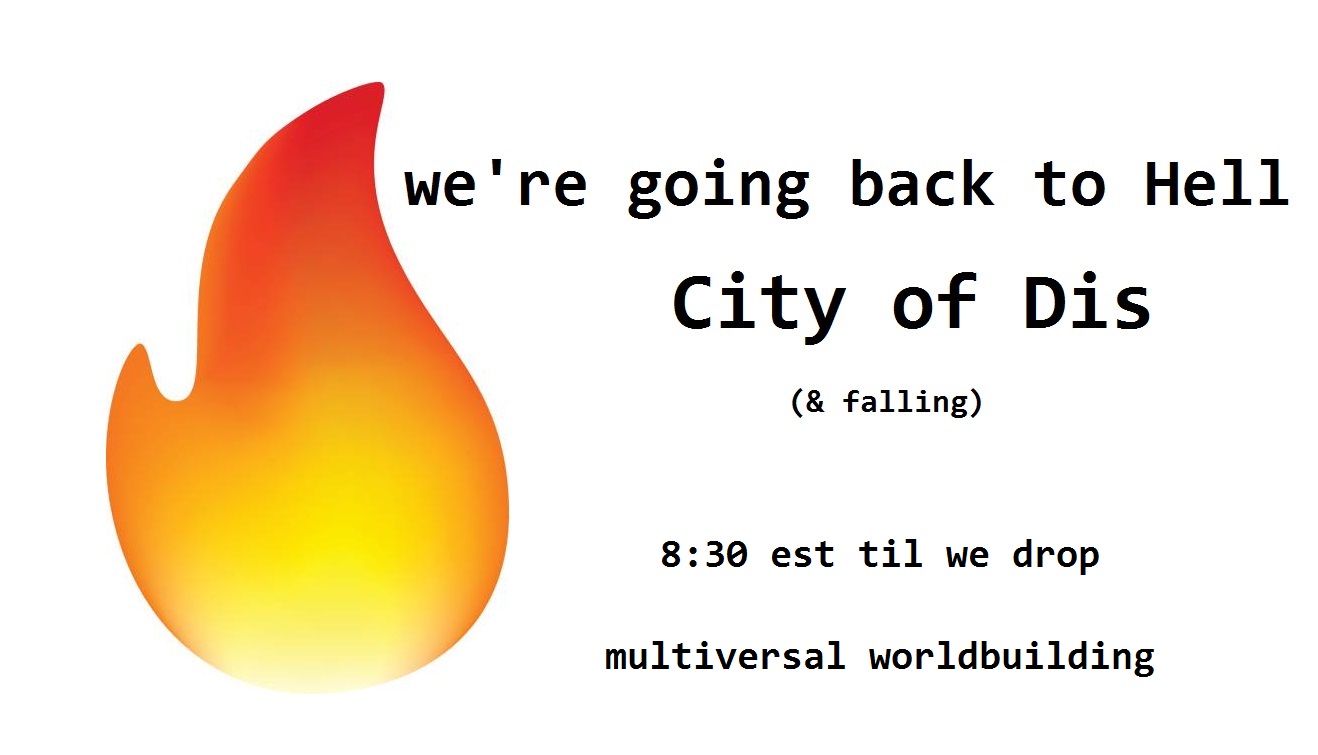 we're going back to Hell
City of Dis
(& falling)
8:30 est til we drop
multiversal worldbuilding